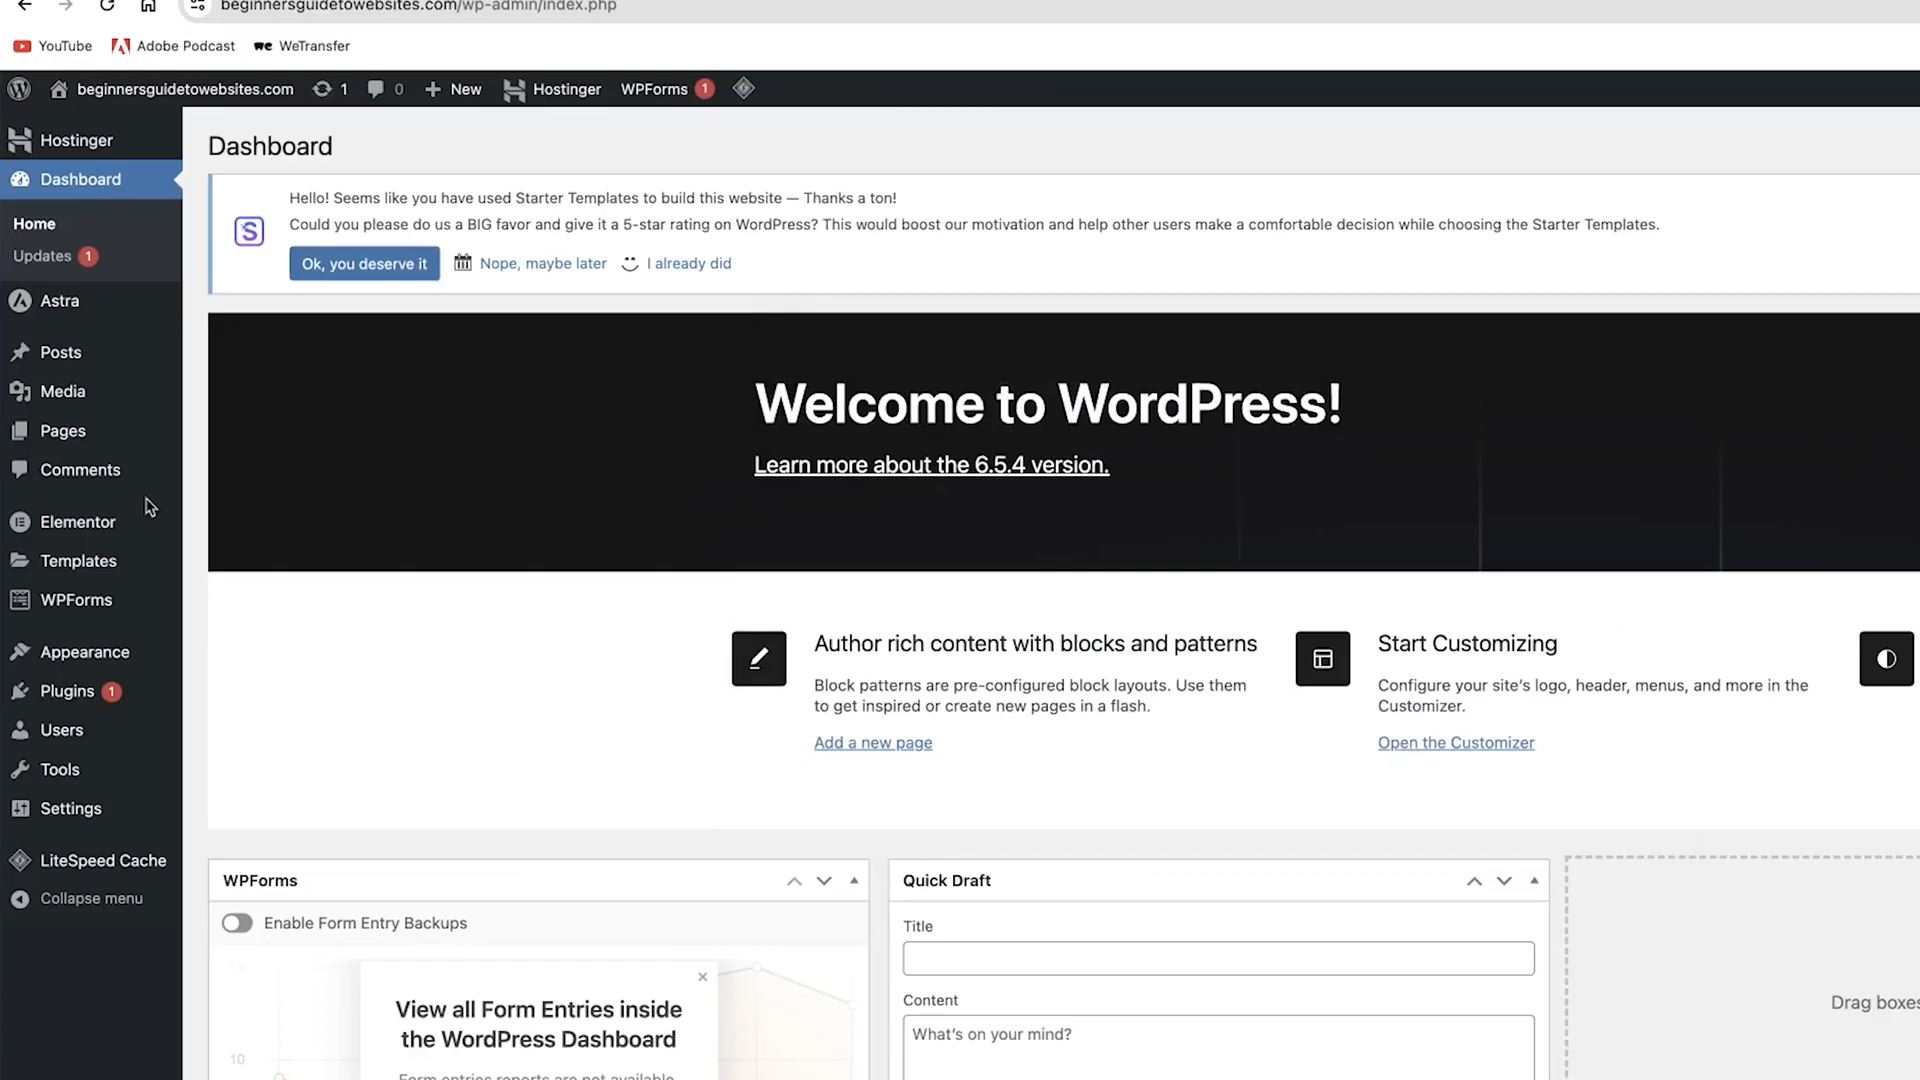 beginnersguidetowebsites.com/wp-admin/index.php
YouTube Adobe Podcast WeTransfer
beginnersguidetowebsites.com 1 0 New Hostinger WPForms 1
Hostinger
Dashboard
Home
Updates 1
Astra
Posts
Media
Pages
Comments
Elementor
Templates
WPForms
Appearance
Plugins 1
Users
Tools
Settings
LiteSpeed Cache
Collapse menu
Dashboard
Hello! Seems like you have used Starter Templates to build this website — Thanks a ton!
Could you please do us a BIG favor and give it a 5-star rating on WordPress? This would boost our motivation and help other users make a comfortable decision while choosing the Starter Templates.
Ok, you deserve it Nope, maybe later I already did
Welcome to WordPress!
Learn more about the 6.5.4 version.
Author rich content with blocks and patterns
Block patterns are pre-configured block layouts. Use them
to get inspired or create new pages in a flash.
Add a new page
Start Customizing
Configure your site's logo, header, menus, and more in the
Customizer.
Open the Customizer
WPForms
Enable Form Entry Backups
View all Form Entries inside
the WordPress Dashboard
Form entries reports are not available
10
Quick Draft
Title
Content
What's on your mind?
Drag boxes